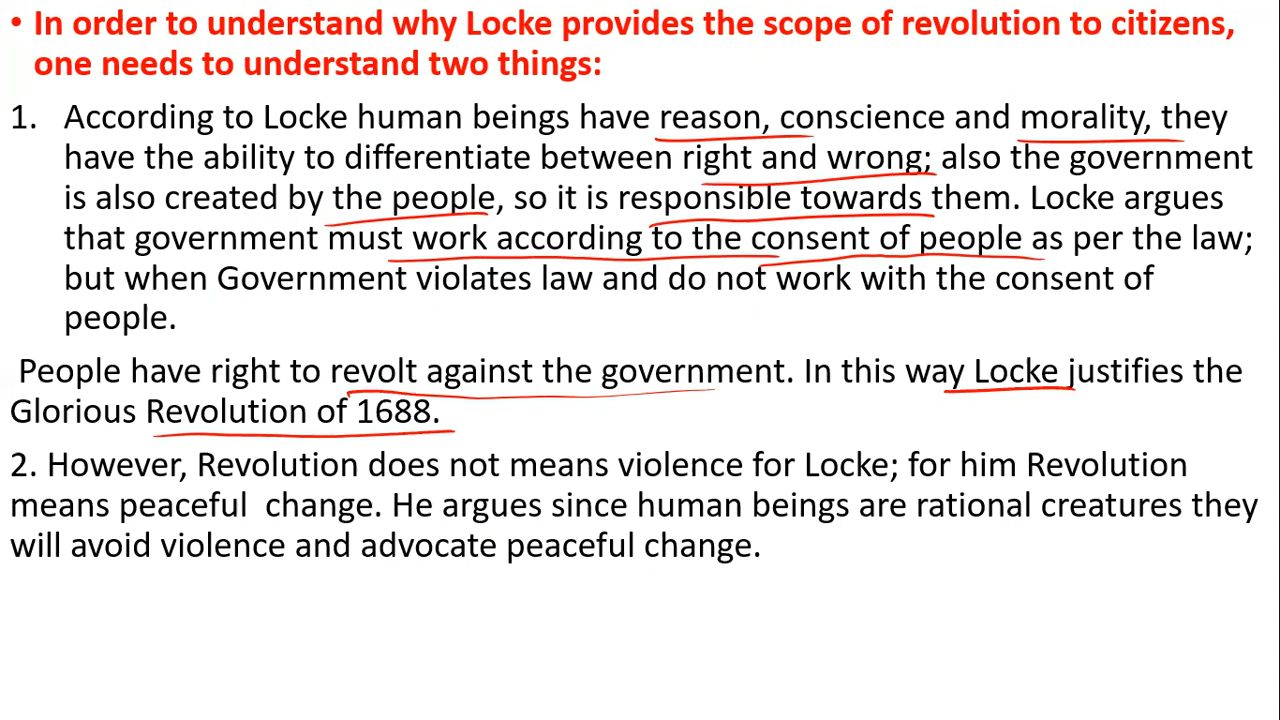 • In order to understand why Locke provides the scope of revolution to citizens,
one needs to understand two things:
1. According to Locke human beings have reason, conscience and morality, they
have the ability to differentiate between right and wrong; also the government
is also created by the people, so it is responsible towards them. Locke argues
that government must work according to the consent of people as per the law;
but when Government violates law and do not work with the consent of
people.
People have right to revolt against the government. In this way Locke justifies the
Glorious Revolution of 1688.
2. However, Revolution does not means violence for Locke; for him Revolution
means peaceful change. He argues since human beings are rational creatures they
will avoid violence and advocate peaceful change.